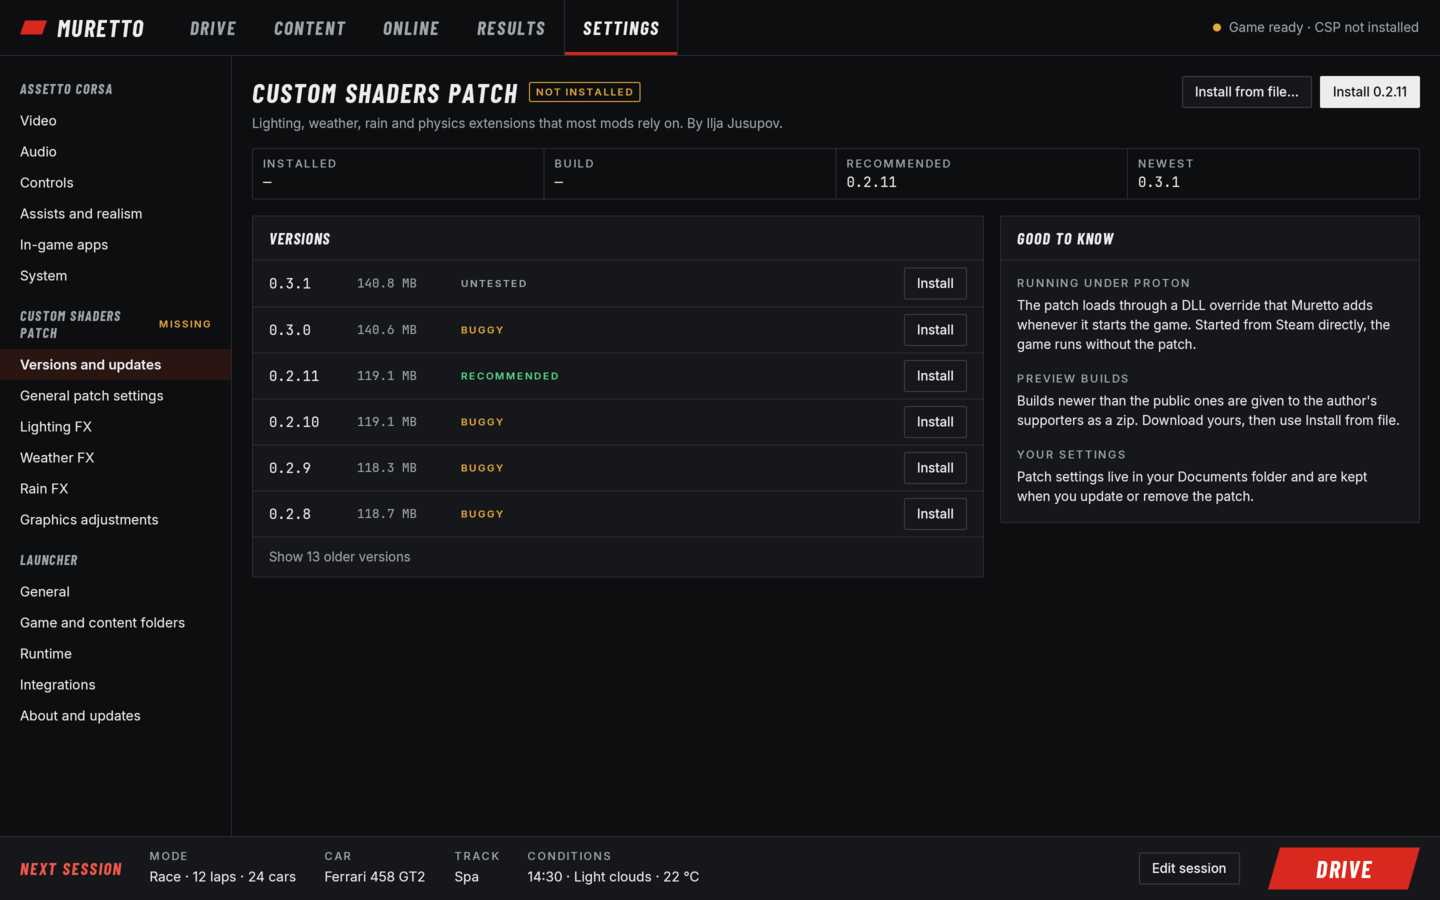 MURETTO
DRIVE
CONTENT
ONLINE
RESULTS
SETTINGS
Game ready · CSP not installed
ASSETTO CORSA
Video
Audio
Controls
Assists and realism
In-game apps
System
CUSTOM SHADERS
PATCH
MISSING
Versions and updates
General patch settings
Lighting FX
Weather FX
Rain FX
Graphics adjustments
LAUNCHER
General
Game and content folders
Runtime
Integrations
About and updates
CUSTOM SHADERS PATCH
NOT INSTALLED
Install from file...
Install 0.2.11
Lighting, weather, rain and physics extensions that most mods rely on. By Ilja Jusupov.
INSTALLED
–
BUILD
–
RECOMMENDED
0.2.11
NEWEST
0.3.1
VERSIONS
0.3.1 140.8 MB UNTESTED Install
0.3.0 140.6 MB BUGGY Install
0.2.11 119.1 MB RECOMMENDED Install
0.2.10 119.1 MB BUGGY Install
0.2.9 118.3 MB BUGGY Install
0.2.8 118.7 MB BUGGY Install
Show 13 older versions
GOOD TO KNOW
RUNNING UNDER PROTON
The patch loads through a DLL override that Muretto adds
whenever it starts the game. Started from Steam directly, the
game runs without the patch.
PREVIEW BUILDS
Builds newer than the public ones are given to the author's
supporters as a zip. Download yours, then use Install from file.
YOUR SETTINGS
Patch settings live in your Documents folder and are kept
when you update or remove the patch.
NEXT SESSION
MODE
Race · 12 laps · 24 cars
CAR
Ferrari 458 GT2
TRACK
Spa
CONDITIONS
14:30 · Light clouds · 22 °C
Edit session
DRIVE